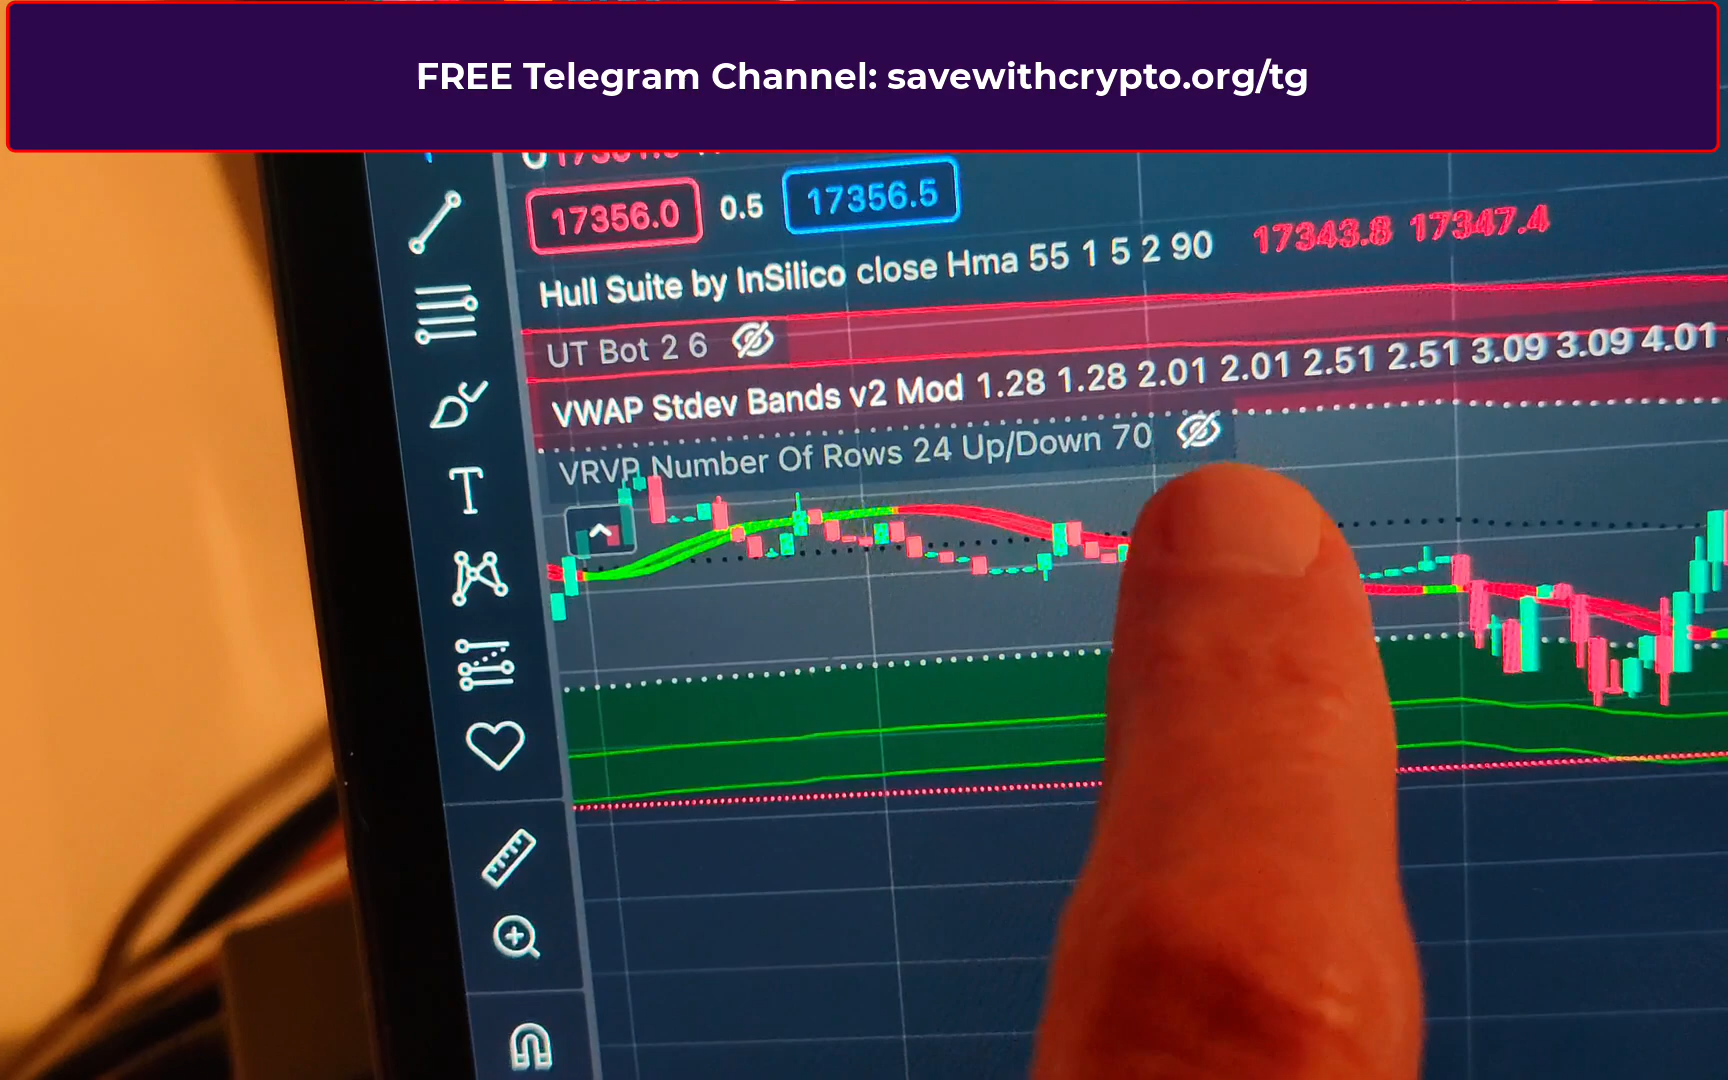 FREE Telegram Channel: savewithcrypto.org/tg
17356.0 0.5 17356.5
Hull Suite by InSilico close Hma 55 1 5 2 90 17343.8 17347.4
UT Bot 2 6
VWAP Stdev Bands v2 Mod 1.28 1.28 2.01 2.01 2.51 2.51 3.09 3.09 4.01
VRVP Number Of Rows 24 Up/Down 70